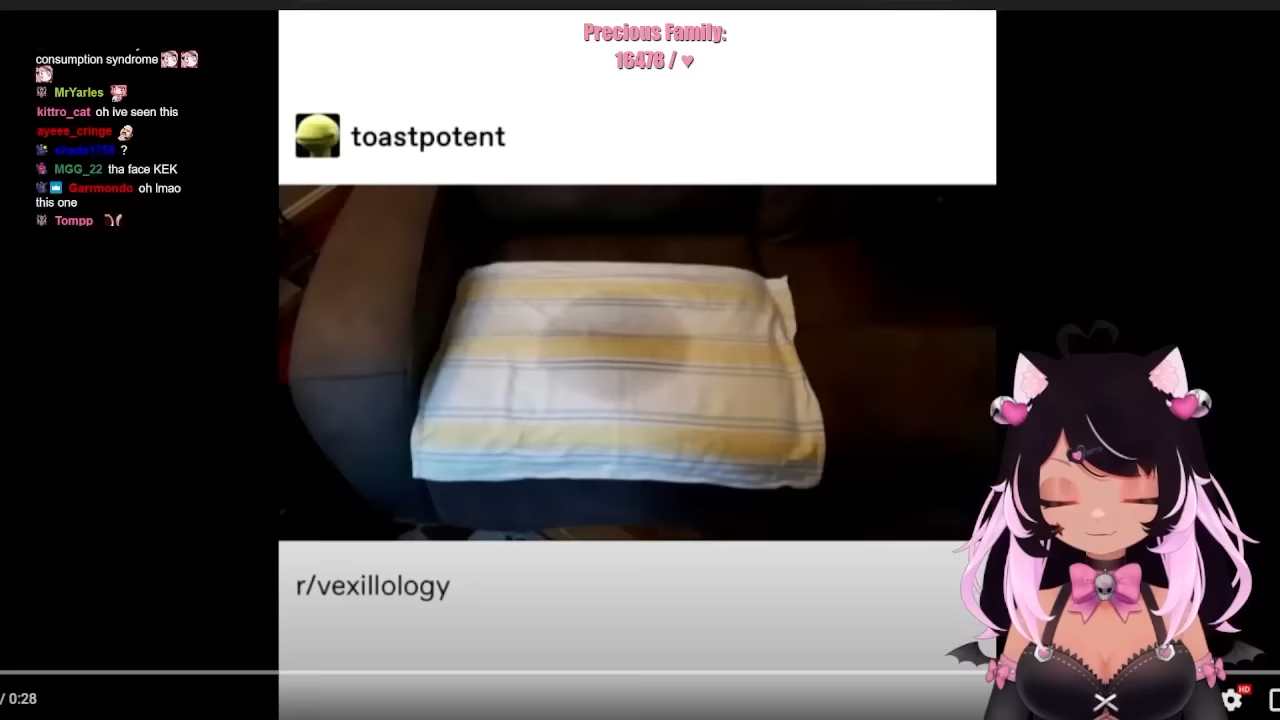 Precious Family:
16478 / ♥
consumption syndrome
MrYarles
kittro_cat oh ive seen this
ayeee_cringe
?
MGG_22 tha face KEK
Garrmondo oh lmao
this one
Tompp
toastpotent
r/vexillology
/ 0:28
HD